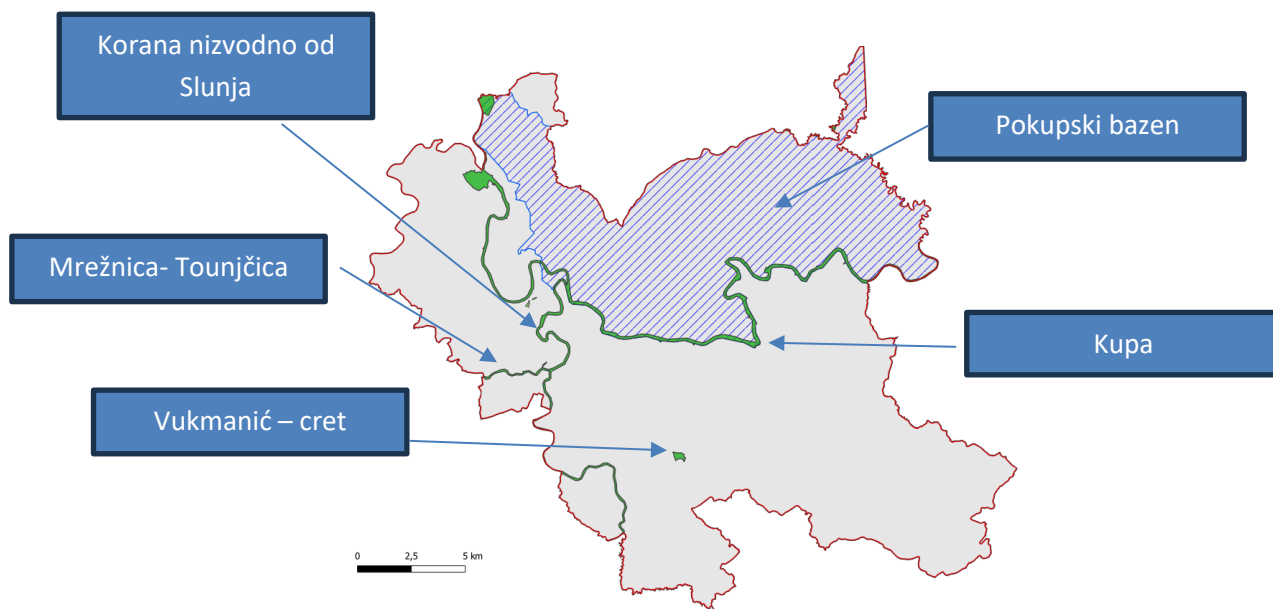 Korana nizvodno od
Slunja
Pokupski bazen
Mrežnica- Tounjčica
Kupa
Vukmanić – cret
0 2,5 5 km